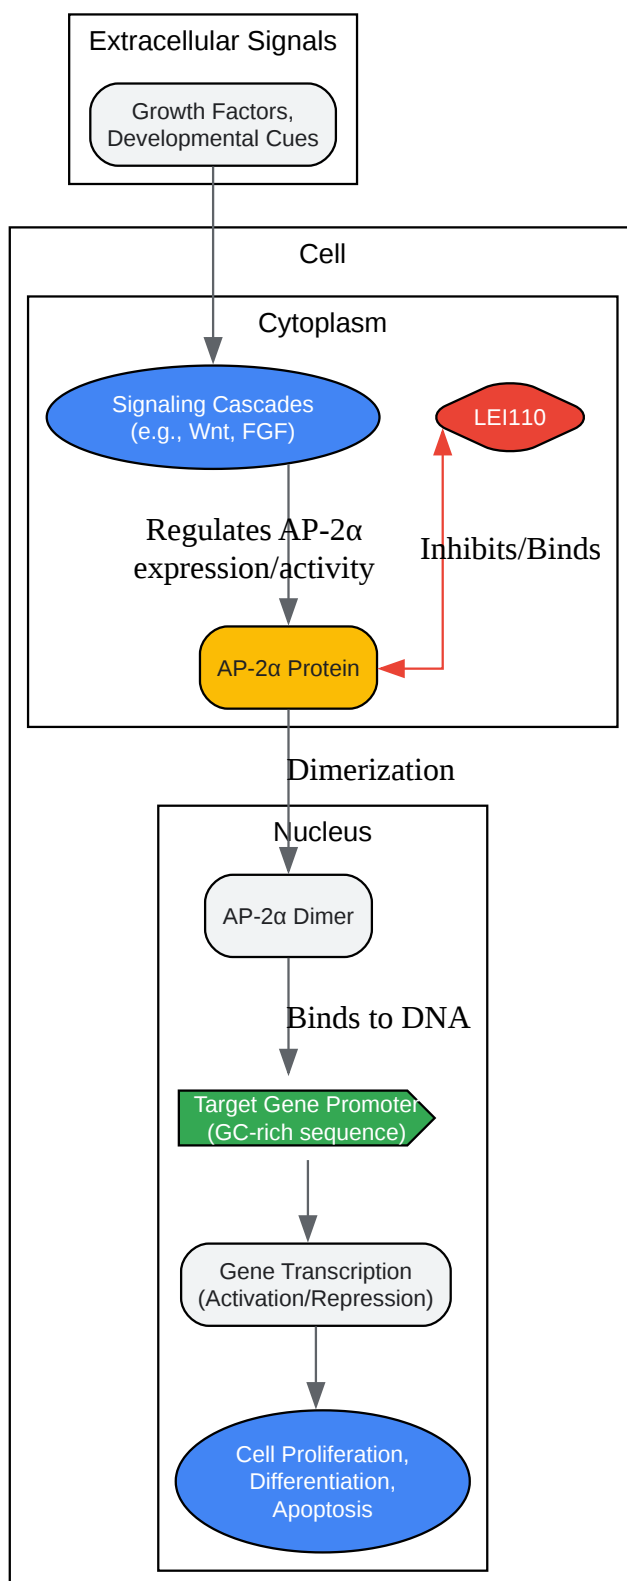 Extracellular Signals
Growth Factors,
Developmental Cues
Cell
Cytoplasm
Signaling Cascades
(e.g., Wnt, FGF)
LEI110
Regulates AP-2α
expression/activity
Inhibits/Binds
AP-2α Protein
Dimerization
Nucleus
AP-2α Dimer
Binds to DNA
Target Gene Promoter
(GC-rich sequence)
Gene Transcription
(Activation/Repression)
Cell Proliferation,
Differentiation,
Apoptosis